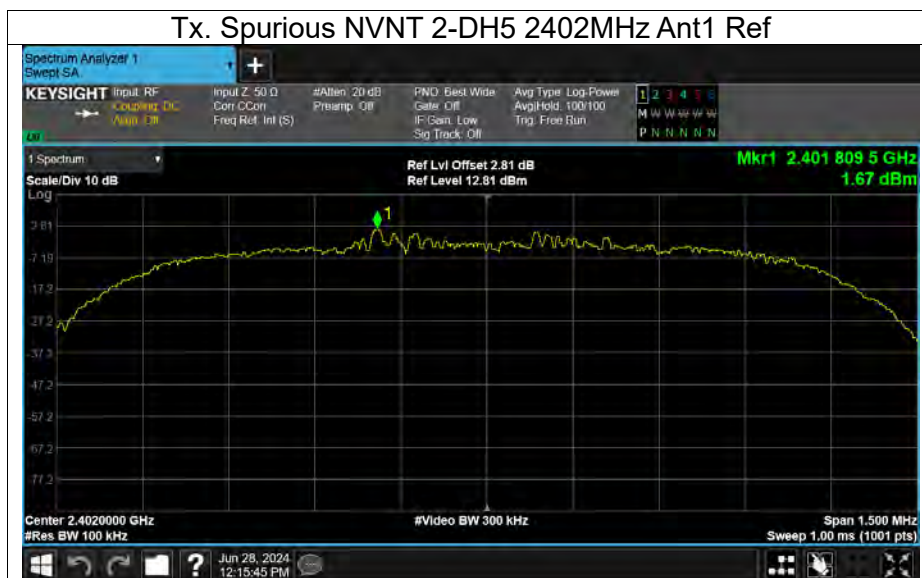 Tx. Spurious NVNT 2-DH5 2402MHz Ant1 Ref
Spectrum Analyzer 1
Swept SA
+
KEYSIGHT Input: RF
Coupling: DC
Align: Off
Input Z: 50 Ω
Corr CCorr
Freq Ref: Int (S)
#Atten: 20 dB
Preamp: Off
PNO: Best Wide
Gate: Off
IF Gain: Low
Sig Track: Off
Avg Type: Log-Power
Avg|Hold: 100/100
Trig: Free Run
1 2 3 4 5 6
M W W W W W
P N N N N N
1 Spectrum
Scale/Div 10 dB
Log
Ref Lvl Offset 2.81 dB
Ref Level 12.81 dBm
Mkr1 2.401 809 5 GHz
1.67 dBm
1
2.81
-7.19
-17.2
-27.2
-37.2
-47.2
-57.2
-67.2
-77.2
Center 2.4020000 GHz
#Res BW 100 kHz
#Video BW 300 kHz
Span 1.500 MHz
Sweep 1.00 ms (1001 pts)
?
Jun 28, 2024
12:15:45 PM